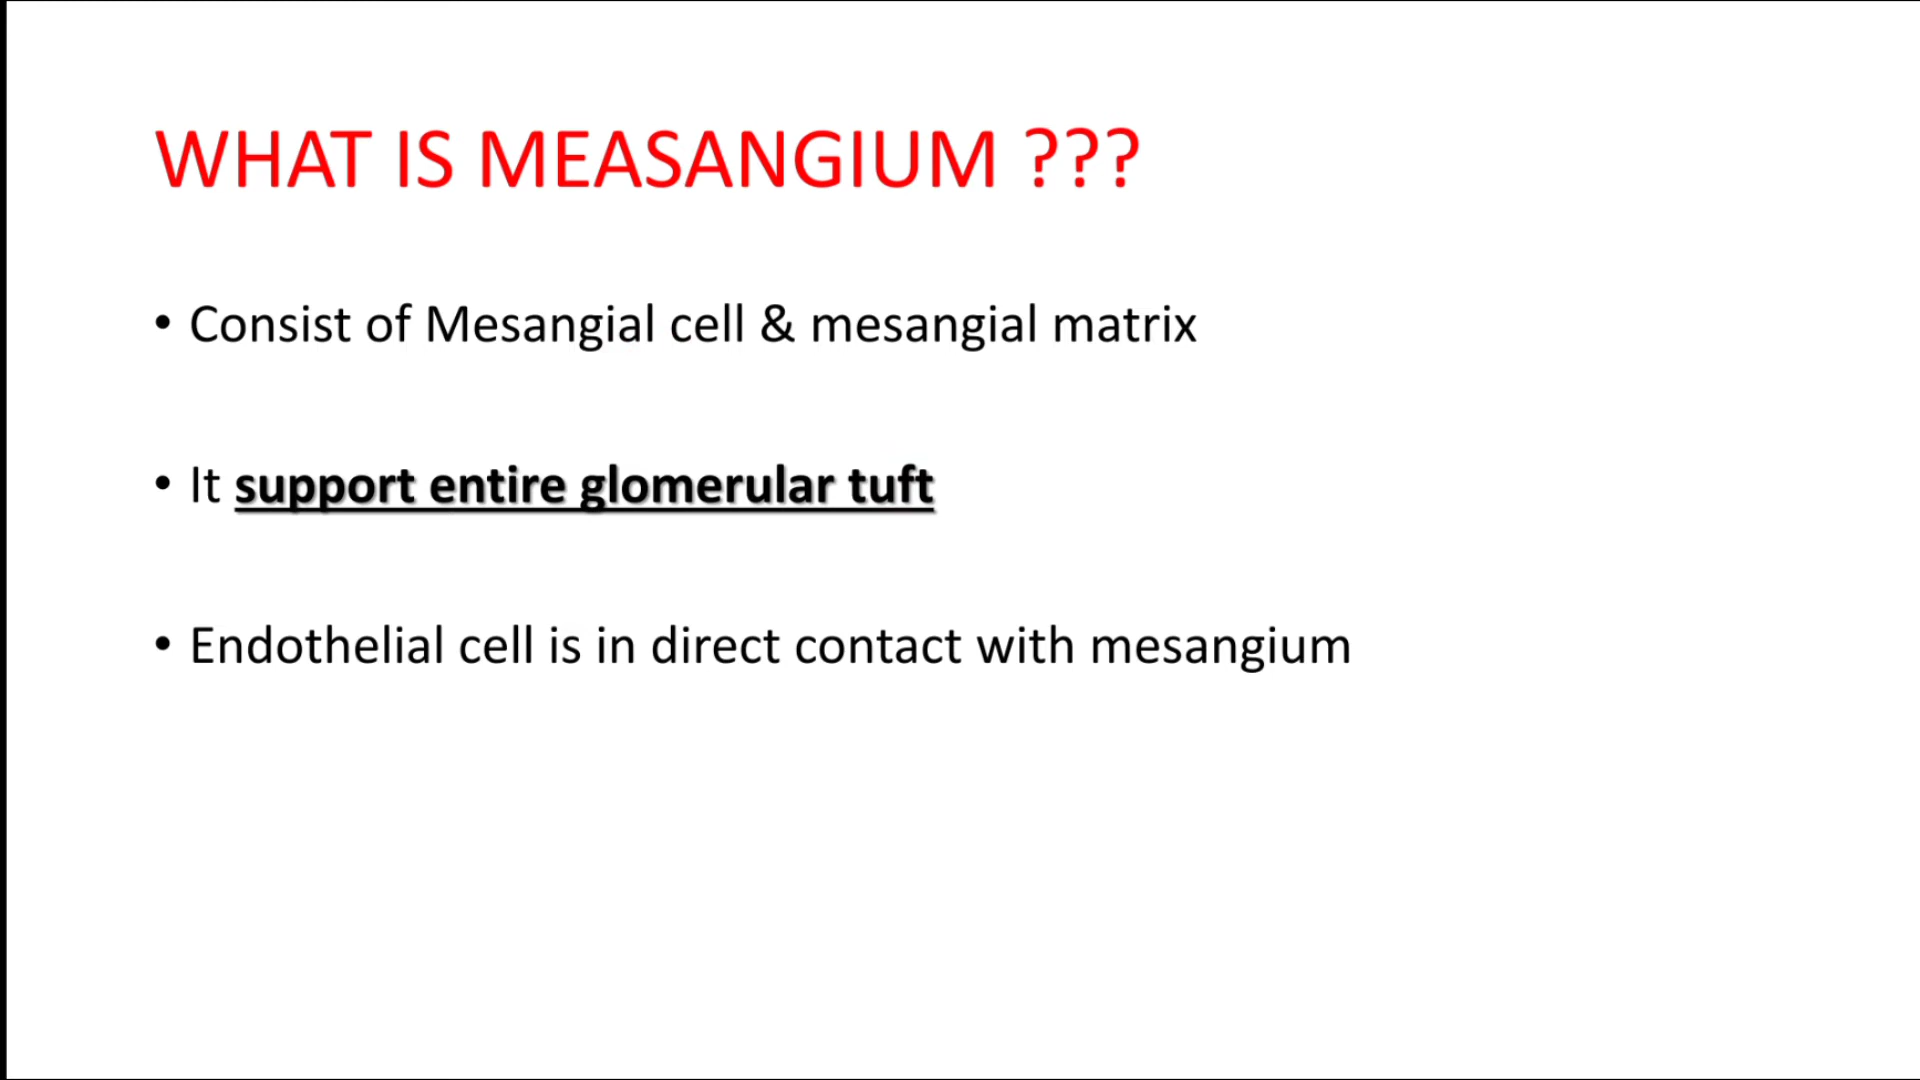 WHAT IS MEASANGIUM ???
• Consist of Mesangial cell & mesangial matrix
• It support entire glomerular tuft
• Endothelial cell is in direct contact with mesangium